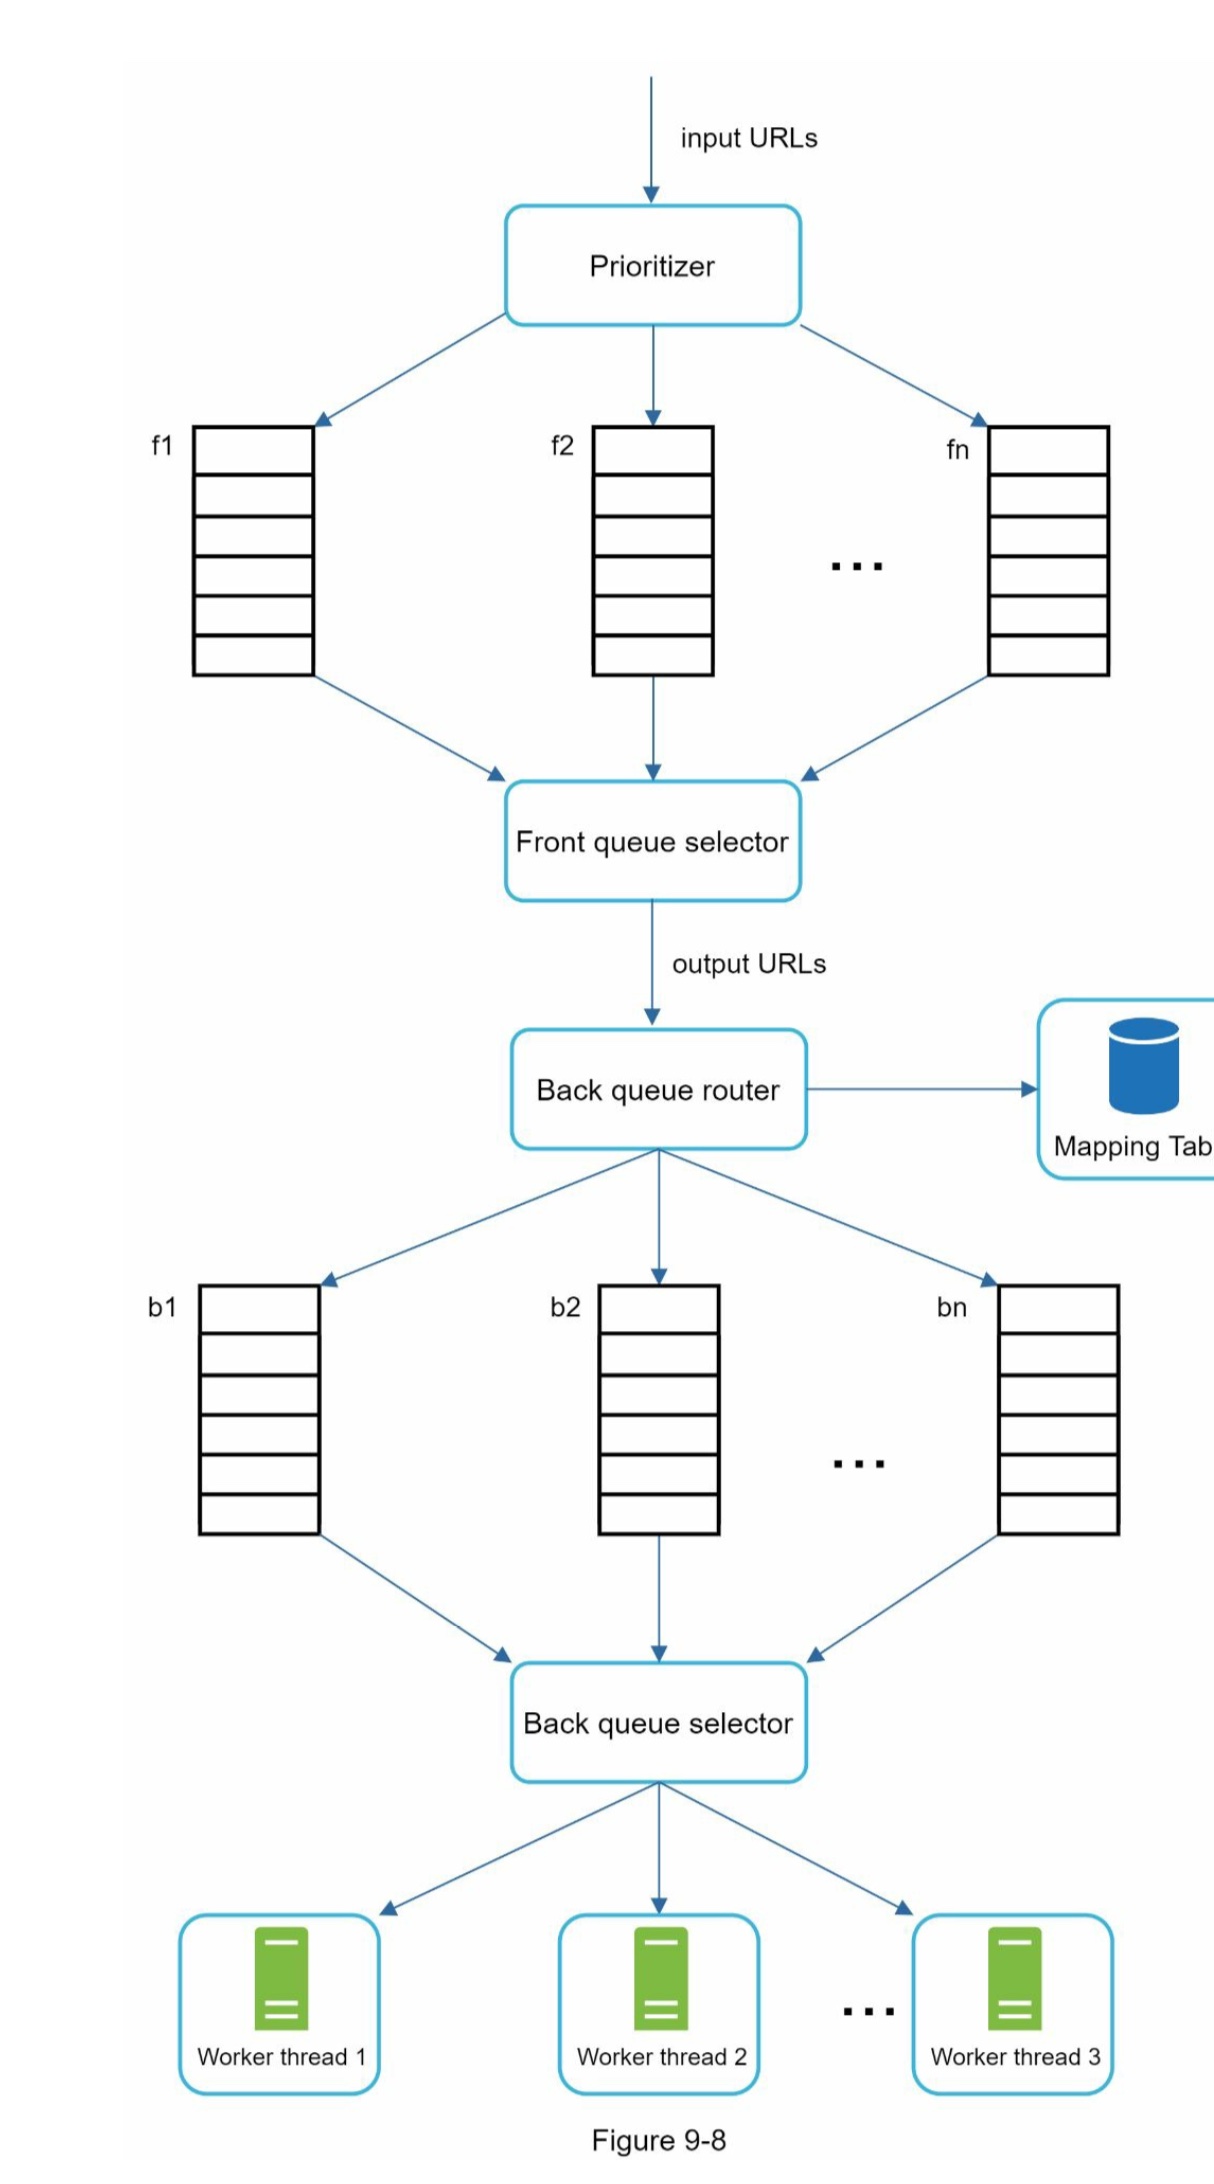 input URLs
Prioritizer
f1
f2
fn
Front queue selector
output URLs
Back queue router
Mapping Tab
b1
b2
bn
Back queue selector
Worker thread 1
Worker thread 2
Worker thread 3
Figure 9-8